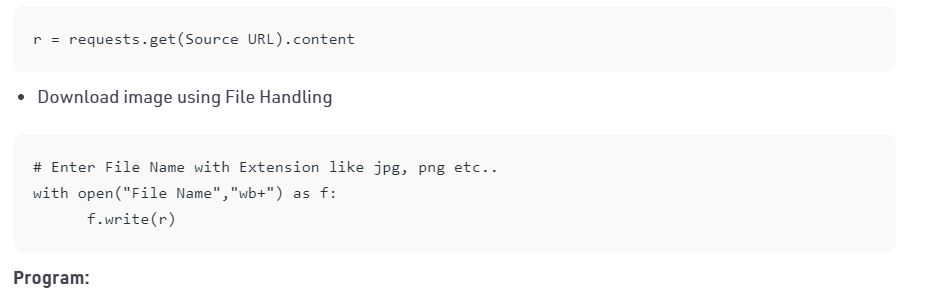 r = requests.get(Source URL).content
• Download image using File Handling
# Enter File Name with Extension like jpg, png etc..
with open("File Name","wb+") as f:
      f.write(r)
Program: